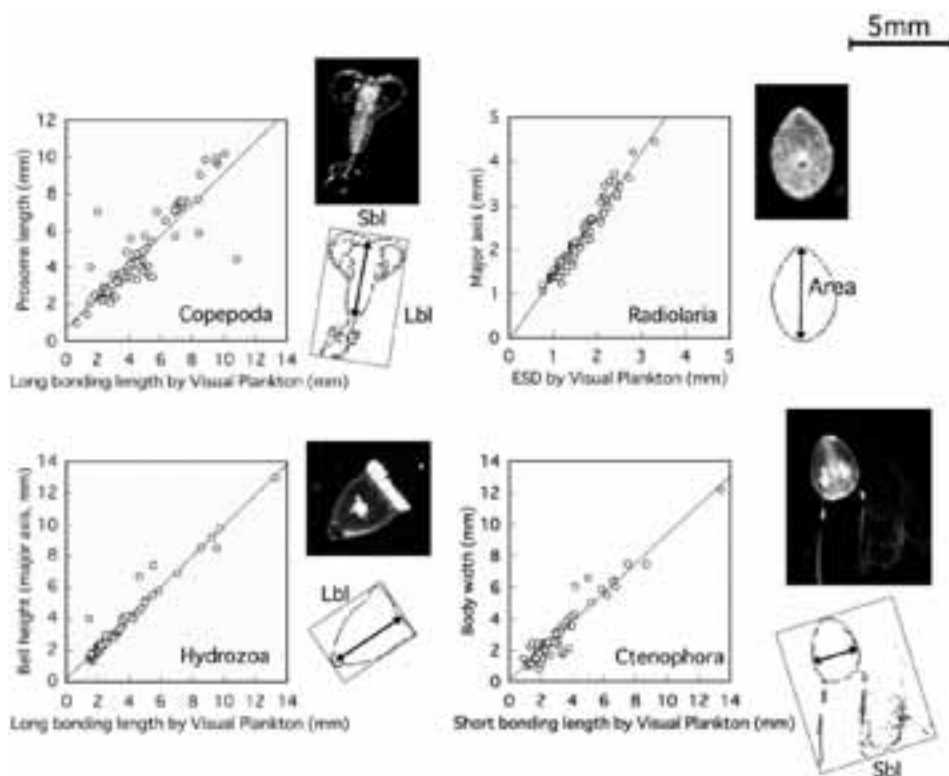 5mm
12
10
8
6
4
2
0
Prosome length (mm)
Copepoda
0 2 4 6 8 10 12 14
Long bonding length by Visual Plankton (mm)
Sbl
Lbl
5
4
3
2
1
0
Major axis (mm)
Radiolaria
0 1 2 3 4 5
ESD by Visual Plankton (mm)
Area
14
12
10
8
6
4
2
0
Bell height (major axis, mm)
Hydrozoa
0 2 4 6 8 10 12 14
Long bonding length by Visual Plankton (mm)
Lbl
14
12
10
8
6
4
2
0
Body width (mm)
Ctenophora
0 2 4 6 8 10 12 14
Short bonding length by Visual Plankton (mm)
Sbl